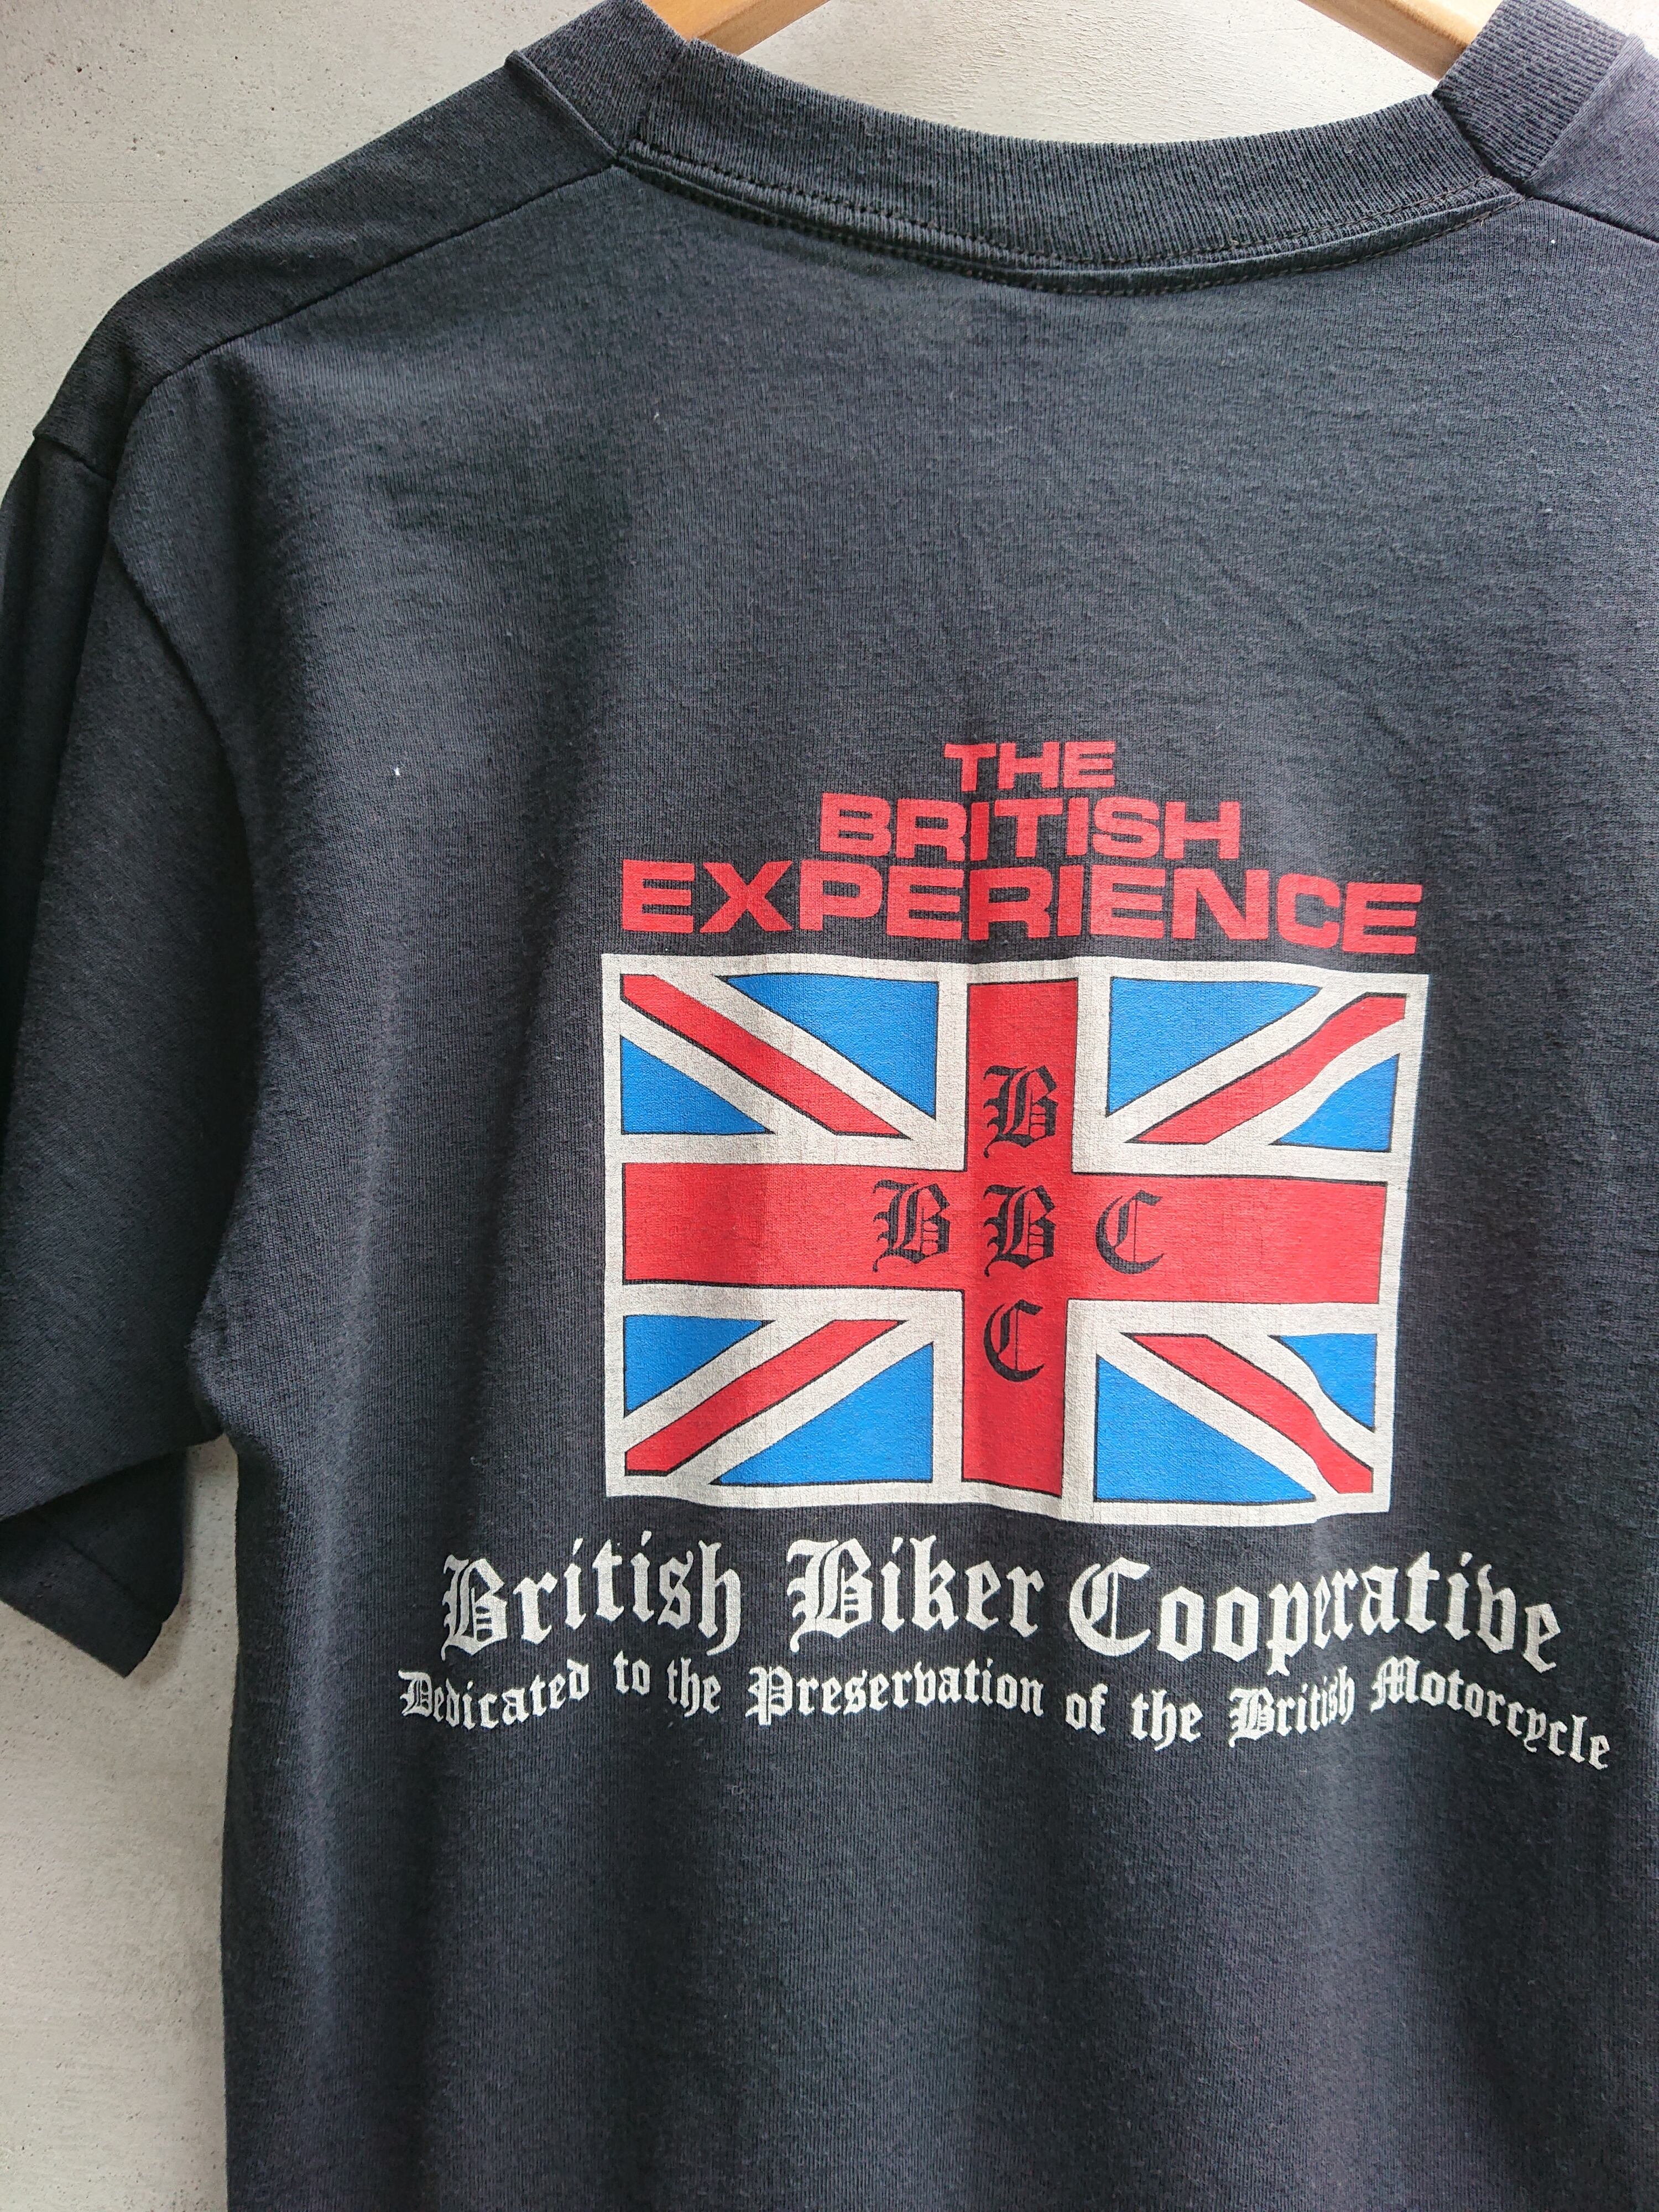 THE
BRITISH
EXPERIENCE
B
B B C
C
British Biker Cooperative
Dedicated to the Preservation of the British Motorcycle